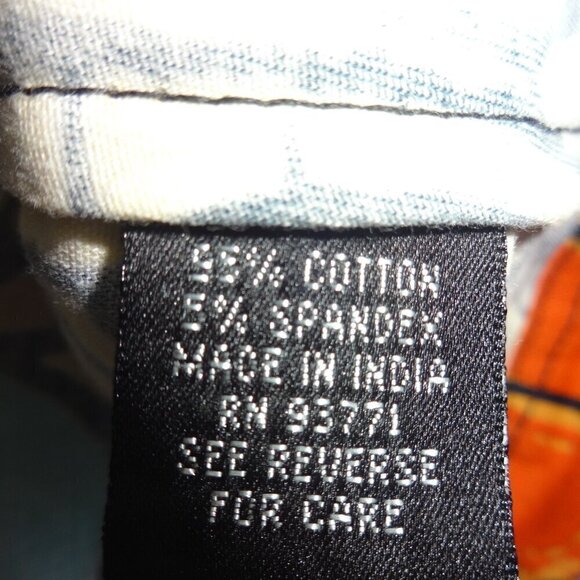 95% COTTON
5% SPANDEX
MADE IN INDIA
RN 93771
SEE REVERSE
FOR CARE